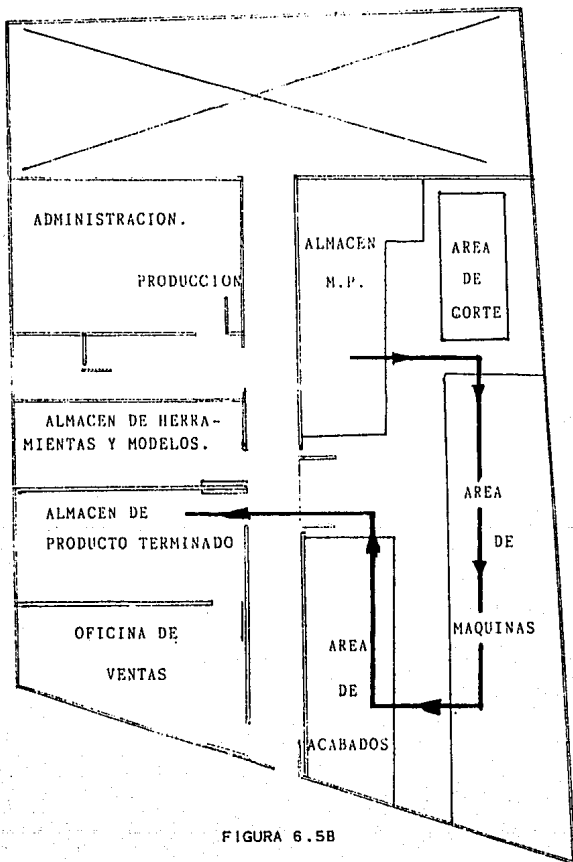 ADMINISTRACION.
PRODUCCION
ALMACEN
M.P.
AREA
DE
CORTE
ALMACEN DE HERRA-
MIENTAS Y MODELOS.
ALMACEN DE
PRODUCTO TERMINADO
OFICINA DE
VENTAS
AREA
DE
MAQUINAS
AREA
DE
ACABADOS
FIGURA 6.5B